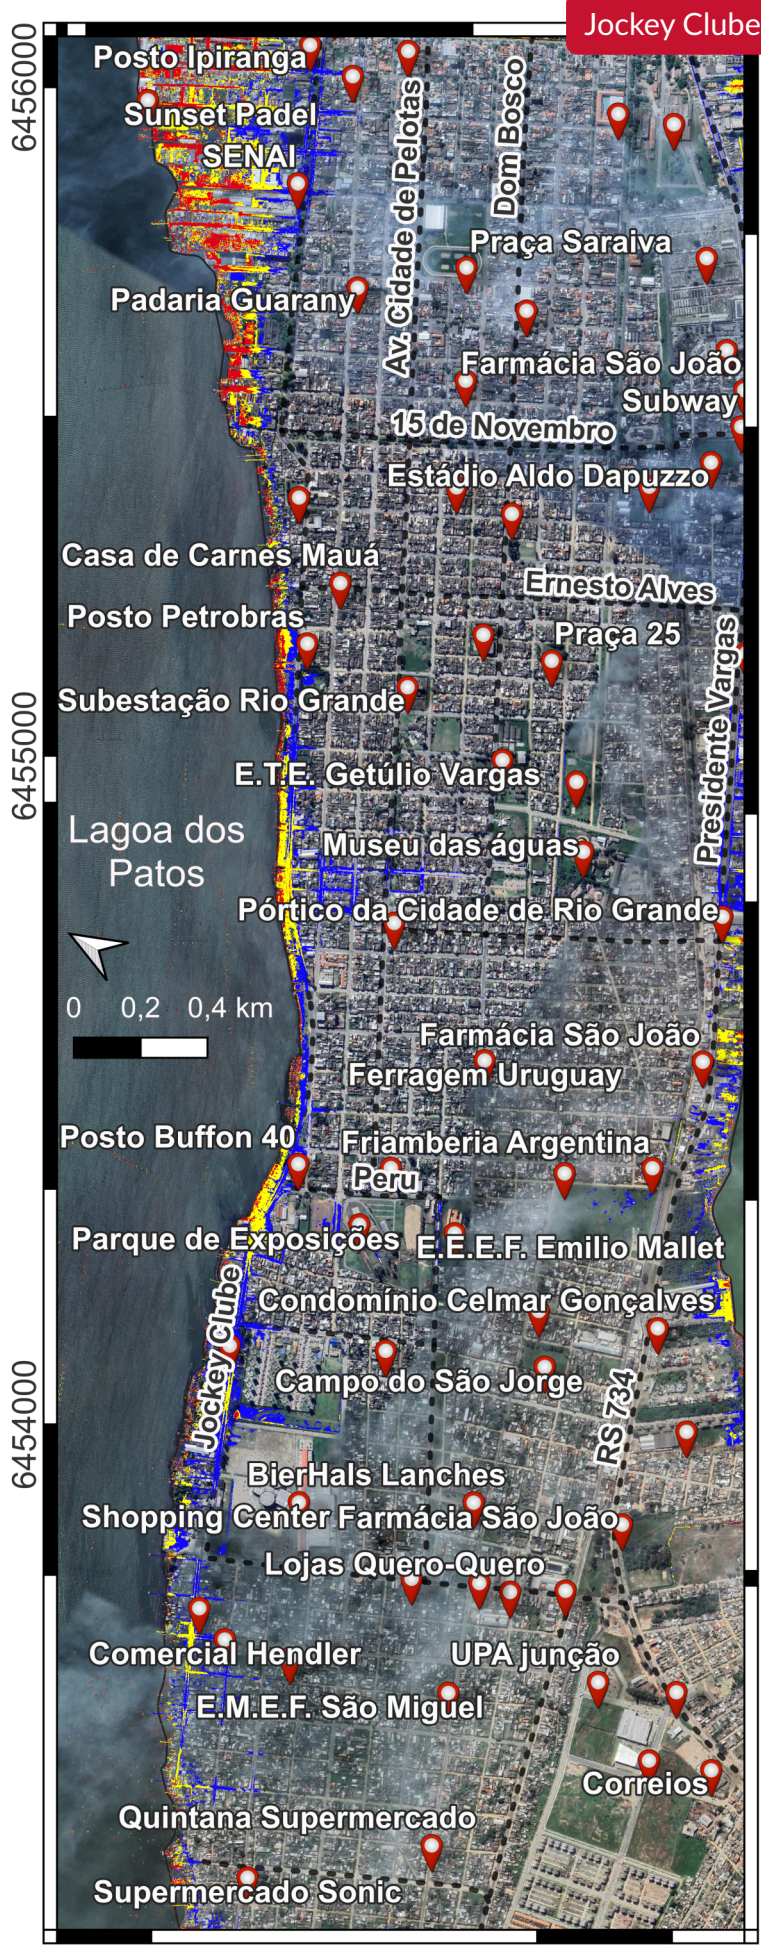 Jockey Clube
6456000
Posto Ipiranga
Sunset Padel
SENAI
Av. Cidade de Pelotas
Dom Bosco
Praça Saraiva
Padaria Guarany
Farmácia São João
Subway
15 de Novembro
Estádio Aldo Dapuzzo
Casa de Carnes Mauá
Ernesto Alves
Posto Petrobras
Praça 25
Presidente Vargas
Subestação Rio Grande
6455000
E.T.E. Getúlio Vargas
Lagoa dos
Patos
Museu das águas
Pórtico da Cidade de Rio Grande
0 0,2 0,4 km
Farmácia São João
Ferragem Uruguay
Posto Buffon 40
Friamberia Argentina
Peru
Parque de Exposições
E.E.E.F. Emilio Mallet
Condomínio Celmar Gonçalves
Jockey Clube
Campo do São Jorge
RS 734
6454000
BierHals Lanches
Shopping Center
Farmácia São João
Lojas Quero-Quero
Comercial Hendler
UPA junção
E.M.E.F. São Miguel
Correios
Quintana Supermercado
Supermercado Sonic